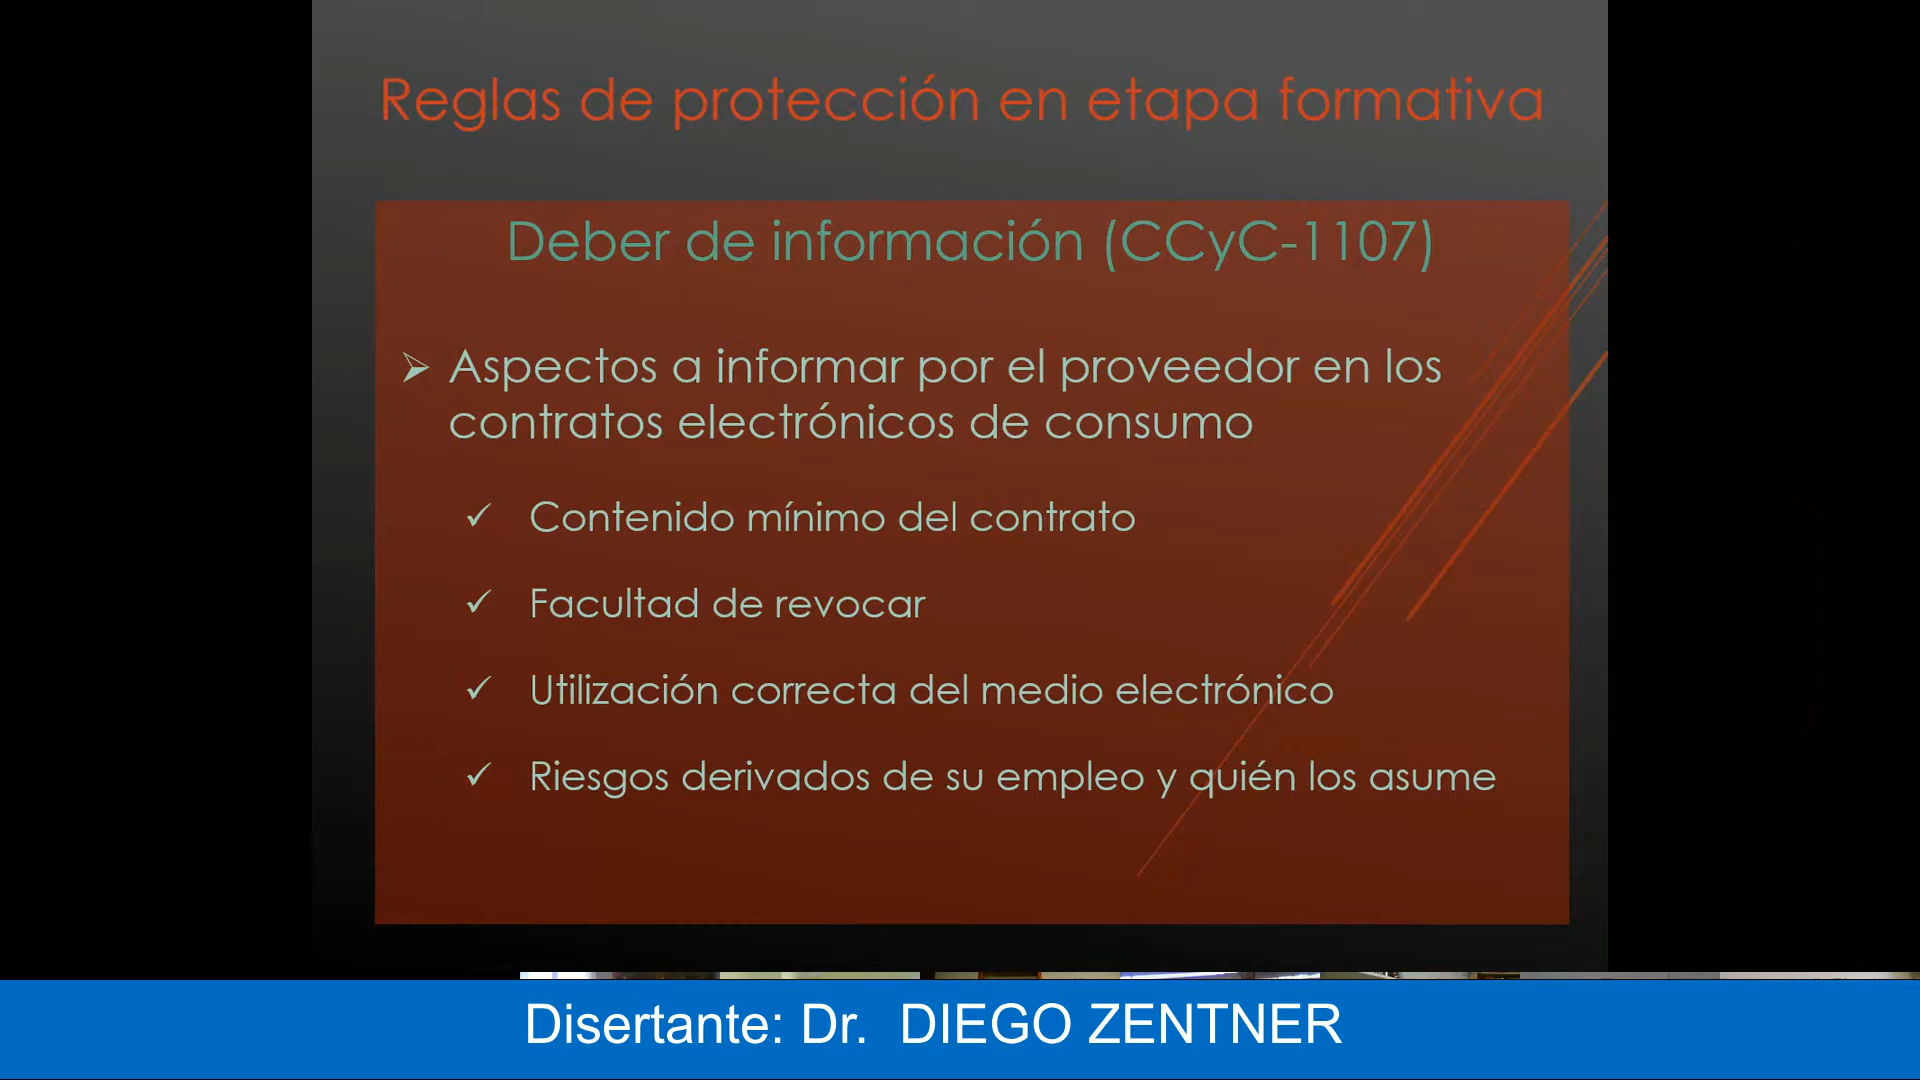 Reglas de protección en etapa formativa
Deber de información (CCyC-1107)
➢ Aspectos a informar por el proveedor en los
contratos electrónicos de consumo
✓ Contenido mínimo del contrato
✓ Facultad de revocar
✓ Utilización correcta del medio electrónico
✓ Riesgos derivados de su empleo y quién los asume
Disertante: Dr. DIEGO ZENTNER